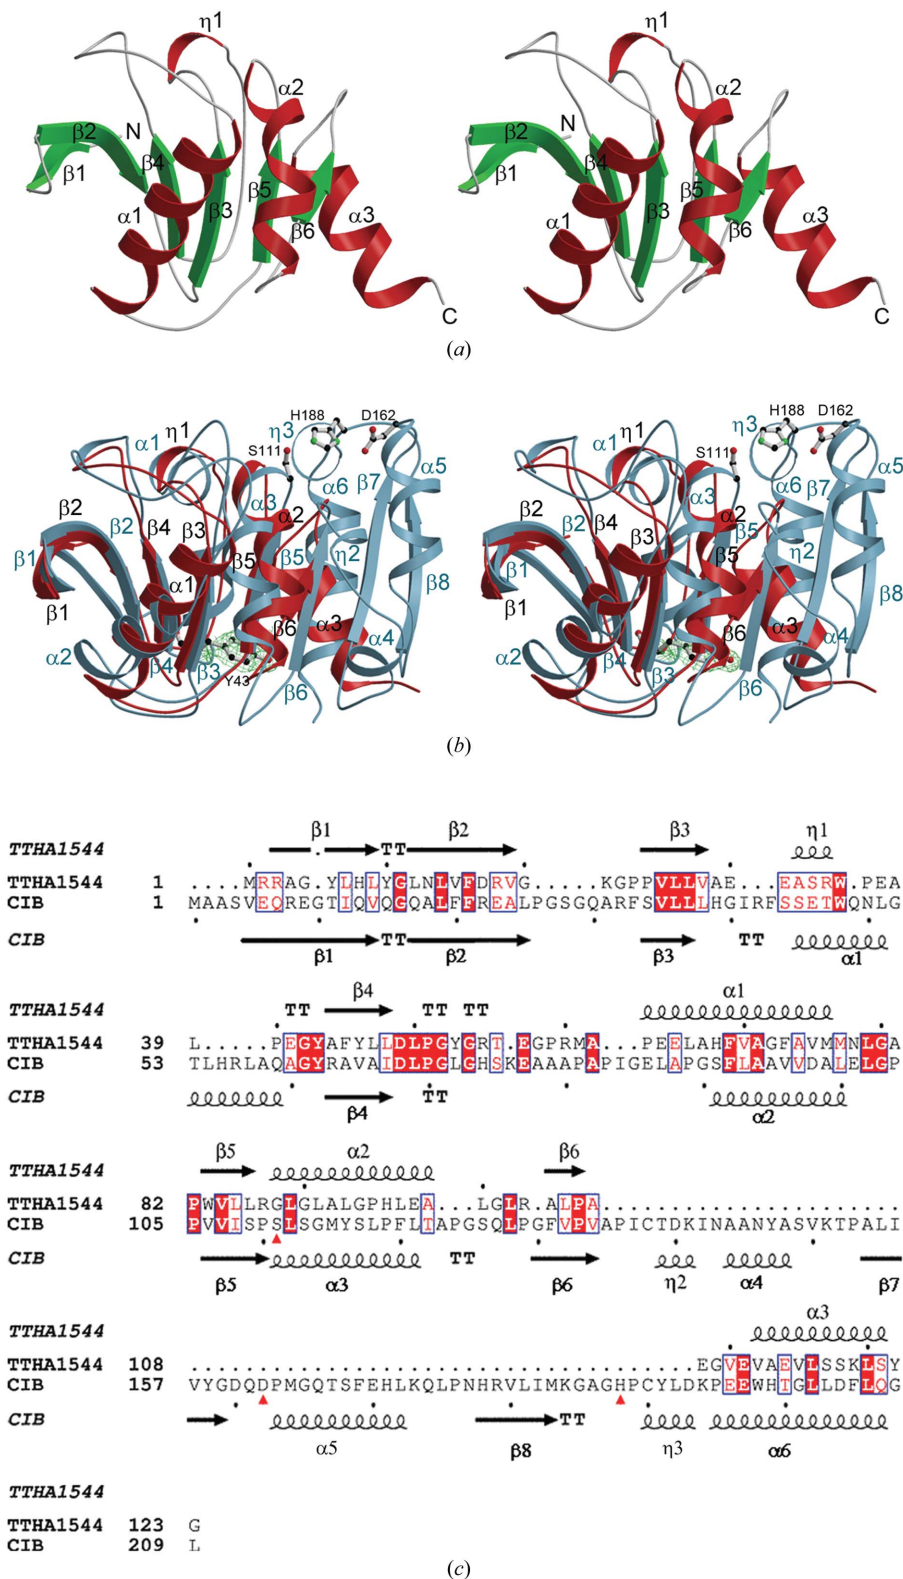 η1
α2
β2
N
β4
β1
β5
α1
β3
α3
β6
C
η1
α2
β2
N
β4
β1
β5
α1
β3
α3
β6
C
(a)
H188
D162
η3
α1
η1
S111
α5
β7
α6
α3
β2
α2
β4
β2
β3
β1
β5
β5
η2
β8
α1
β1
β6
α3
α4
α2
β4
β3
Y43
β6
H188
D162
η3
α1
η1
S111
α5
β7
α6
α3
β2
α2
β4
β2
β3
β5
β1
β5
η2
β8
β1
α1
β6
α3
α4
α2
β4
β3
β6
(b)
β1 β2 β3 η1
TTHA1544 . TT
TTHA1544 1 ....MRRAG.YLHLYGLNLVFDRVG.....KGPPVLLVAE...EASRW.PEA
CIB 1 MAASVEQREGTIQVQGQALFFREALPGSGQARFSVLLLHGIRFSSETWQNLG
CIB TT TT
β1 β2 β3 α1
β4 α1
TTHA1544 TT TT TT
TTHA1544 39 L.....PEGYAFYLLDLPGYGRT.EGPRMA...PEELAHFVAGFAVMMNLGA
CIB 53 TLHRLAQAGYRAVAIDLPGLGHSKEAAAPAPIGELAPGSFLAAVVDALELGP
CIB TT
β4 α2
β5 α2 β6
TTHA1544
TTHA1544 82 PWVLLRGLGLALGPHLEA...LGLR.ALPA......................
CIB 105 PVVISPSLSGMYSLPFLTAPGSQLPGFVPVAPICTDKINAANYASVKTPALI
CIB TT
β5 α3 β6 η2 α4 β7
TTHA1544 α3
TTHA1544 108 ......................................EGVEVAEVLSSKLSY
CIB 157 VYGDQDPMGQTSFEHLKQLPNHRVLIMKGAGHPCYLDKPEEWHTGLLDFLQG
CIB TT
α5 β8 η3 α6
TTHA1544
TTHA1544 123 G
CIB 209 L
(c)